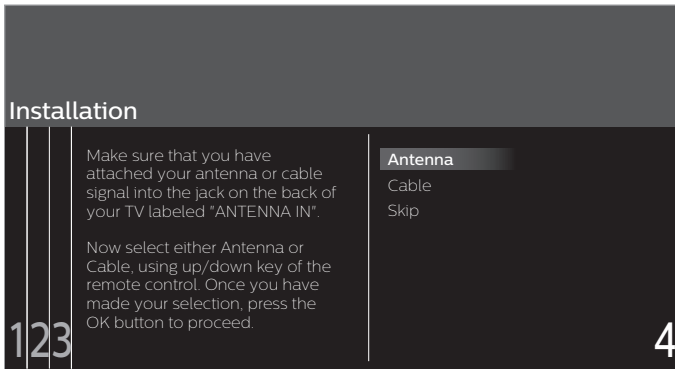 Installation
Make sure that you have
attached your antenna or cable
signal into the jack on the back of
your TV labeled "ANTENNA IN".
Now select either Antenna or
Cable, using up/down key of the
remote control. Once you have
made your selection, press the
OK button to proceed.
Antenna
Cable
Skip
123
4